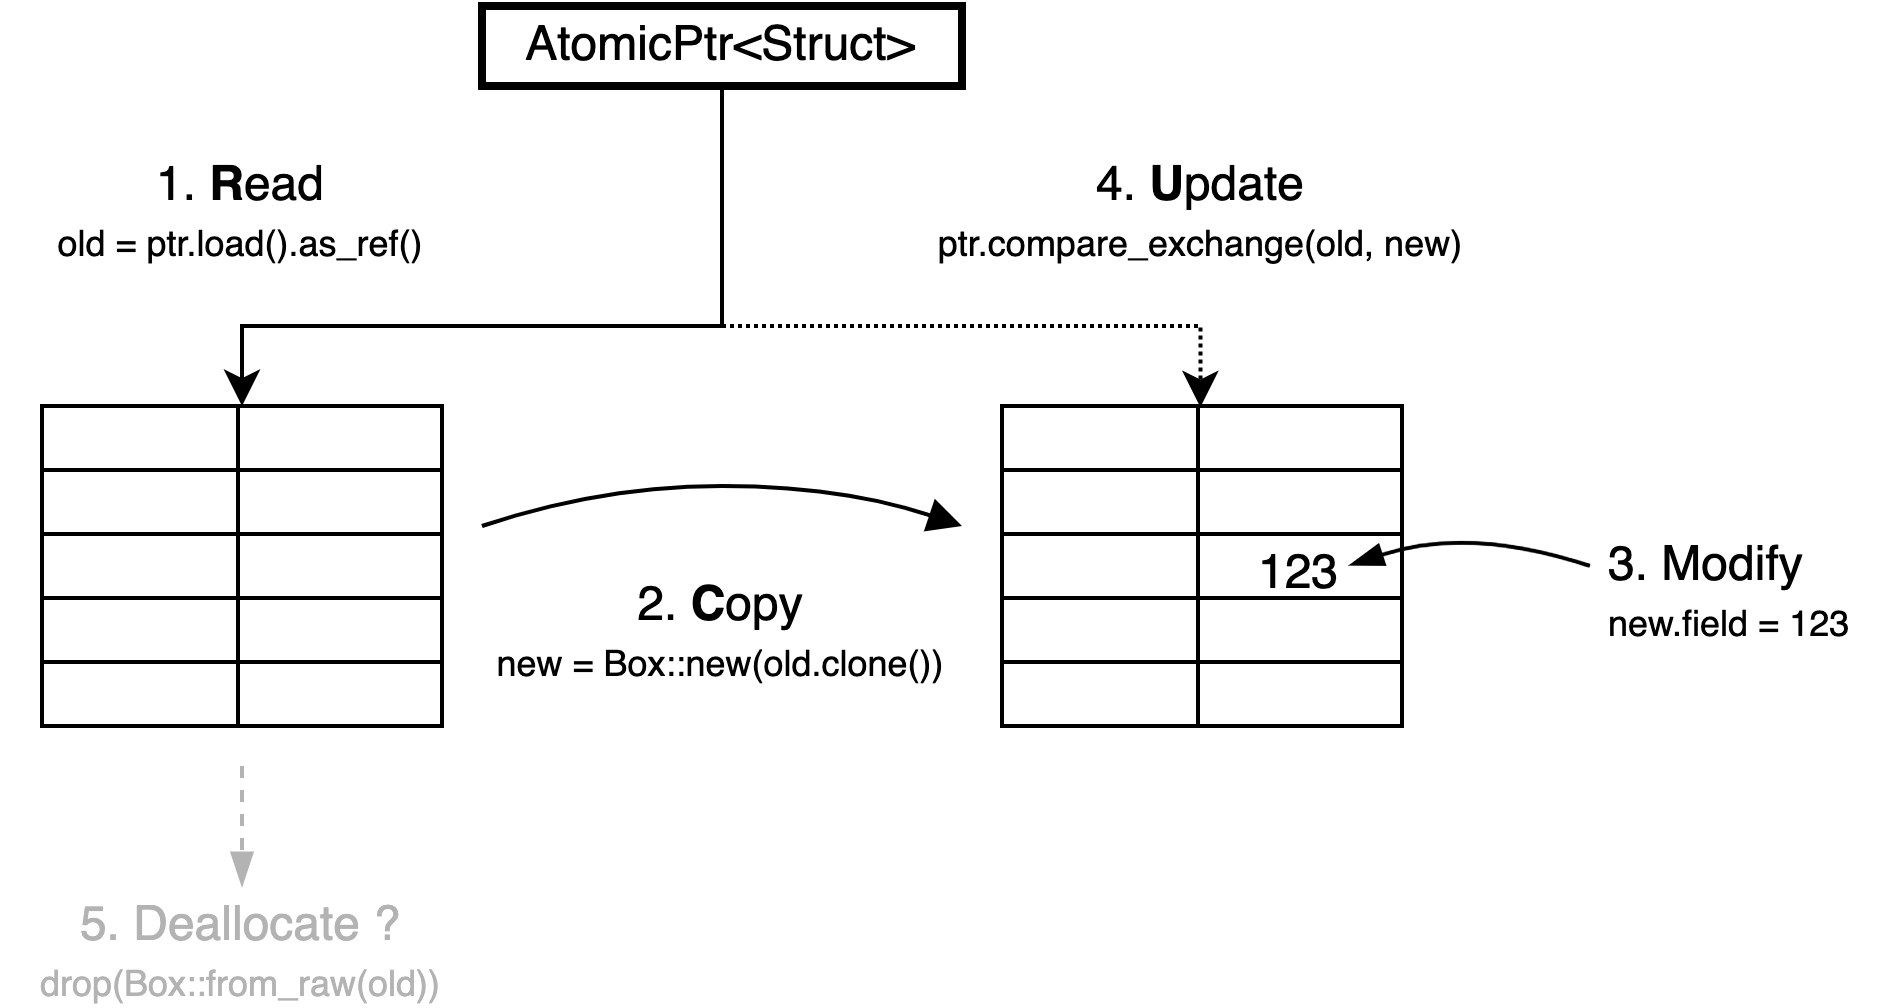 AtomicPtr<Struct>
1. Read
old = ptr.load().as_ref()
4. Update
ptr.compare_exchange(old, new)
2. Copy
new = Box::new(old.clone())
123
3. Modify
new.field = 123
5. Deallocate ?
drop(Box::from_raw(old))